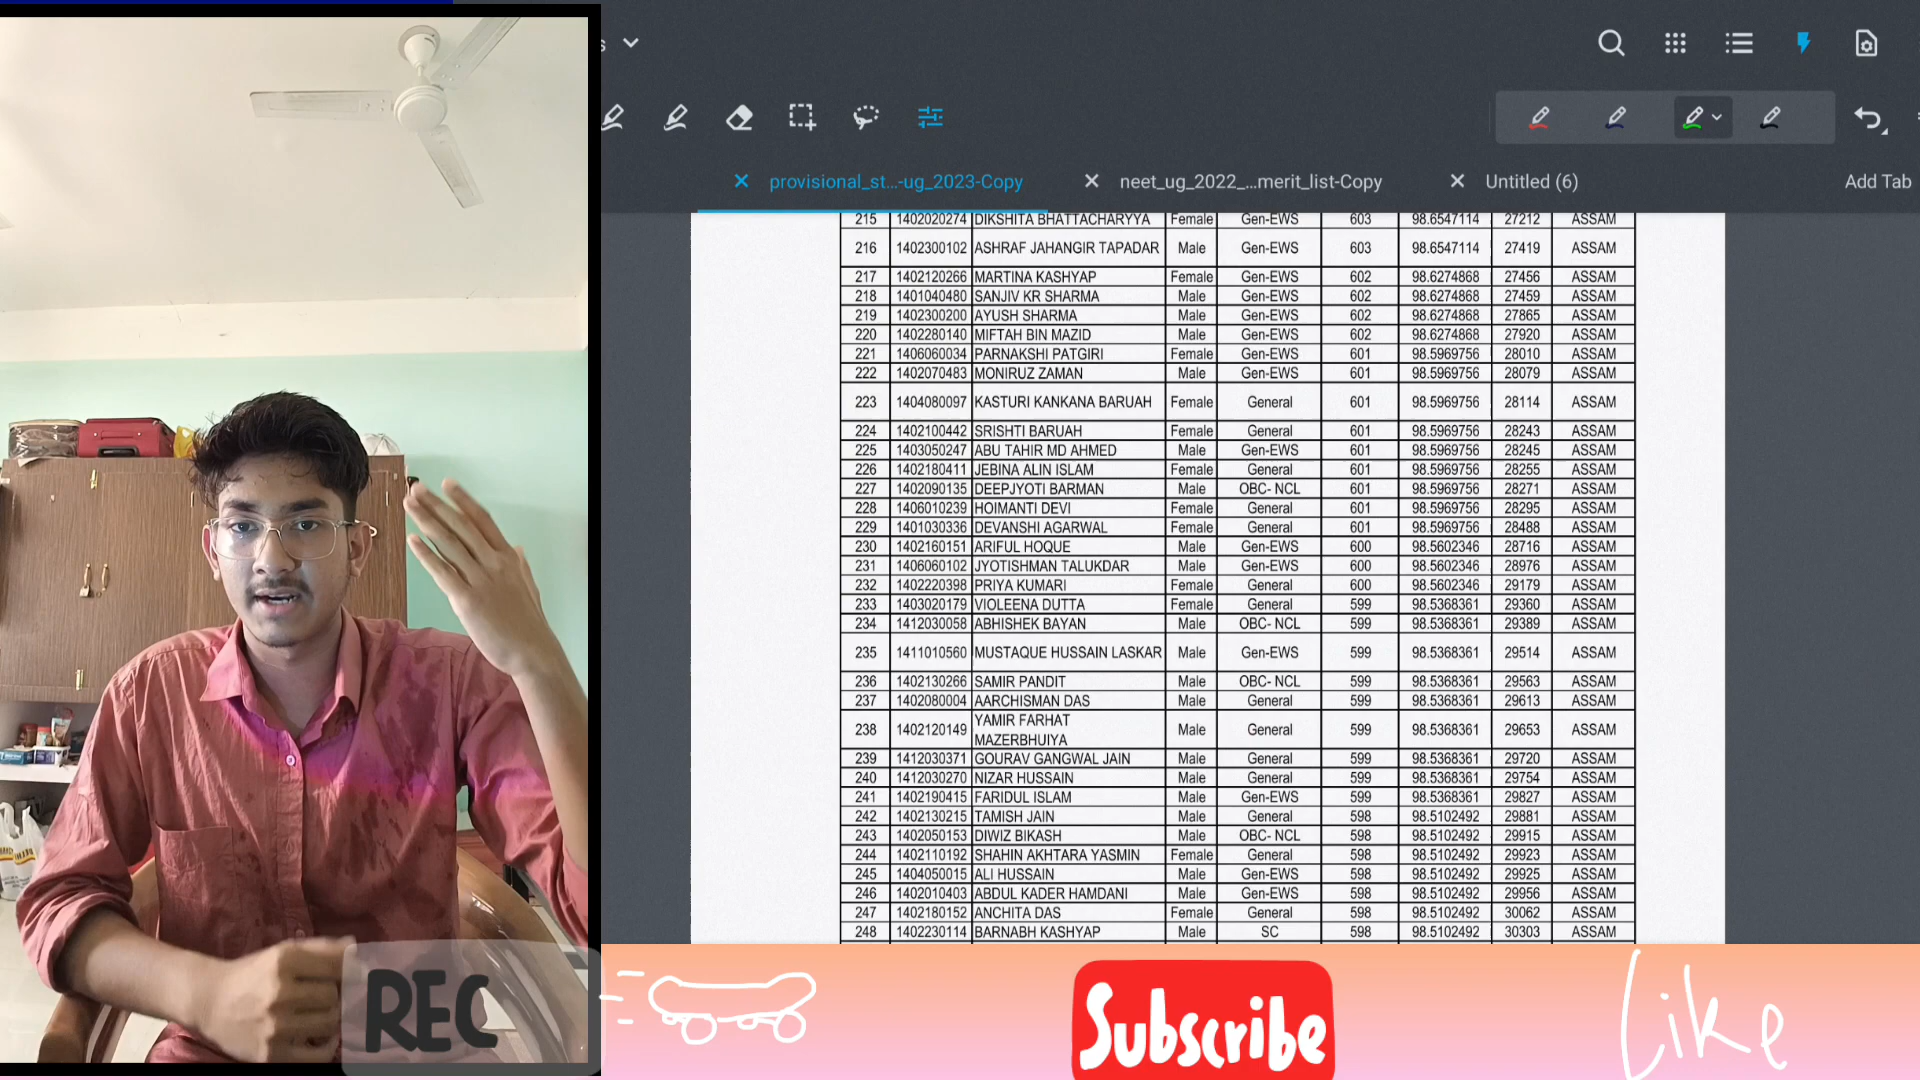 s
provisional_st...-ug_2023-Copy
neet_ug_2022_...merit_list-Copy
Untitled (6)
Add Tab
215 1402020274 DIKSHITA BHATTACHARYYA Female Gen-EWS 603 98.6547114 27212 ASSAM
216 1402300102 ASHRAF JAHANGIR TAPADAR Male Gen-EWS 603 98.6547114 27419 ASSAM
217 1402120266 MARTINA KASHYAP Female Gen-EWS 602 98.6274868 27456 ASSAM
218 1401040480 SANJIV KR SHARMA Male Gen-EWS 602 98.6274868 27459 ASSAM
219 1402300200 AYUSH SHARMA Male Gen-EWS 602 98.6274868 27865 ASSAM
220 1402280140 MIFTAH BIN MAZID Male Gen-EWS 602 98.6274868 27920 ASSAM
221 1406060034 PARNAKSHI PATGIRI Female Gen-EWS 601 98.5969756 28010 ASSAM
222 1402070483 MONIRUZ ZAMAN Male Gen-EWS 601 98.5969756 28079 ASSAM
223 1404080097 KASTURI KANKANA BARUAH Female General 601 98.5969756 28114 ASSAM
224 1402100442 SRISHTI BARUAH Female General 601 98.5969756 28243 ASSAM
225 1403050247 ABU TAHIR MD AHMED Male Gen-EWS 601 98.5969756 28245 ASSAM
226 1402180411 JEBINA ALIN ISLAM Female General 601 98.5969756 28255 ASSAM
227 1402090135 DEEPJYOTI BARMAN Male OBC- NCL 601 98.5969756 28271 ASSAM
228 1406010239 HOIMANTI DEVI Female General 601 98.5969756 28295 ASSAM
229 1401030336 DEVANSHI AGARWAL Female General 601 98.5969756 28488 ASSAM
230 1402160151 ARIFUL HOQUE Male Gen-EWS 600 98.5602346 28716 ASSAM
231 1406060102 JYOTISHMAN TALUKDAR Male Gen-EWS 600 98.5602346 28976 ASSAM
232 1402220398 PRIYA KUMARI Female General 600 98.5602346 29179 ASSAM
233 1403020179 VIOLEENA DUTTA Female General 599 98.5368361 29360 ASSAM
234 1412030058 ABHISHEK BAYAN Male OBC- NCL 599 98.5368361 29389 ASSAM
235 1411010560 MUSTAQUE HUSSAIN LASKAR Male Gen-EWS 599 98.5368361 29514 ASSAM
236 1402130266 SAMIR PANDIT Male OBC- NCL 599 98.5368361 29563 ASSAM
237 1402080004 AARCHISMAN DAS Male General 599 98.5368361 29613 ASSAM
238 1402120149 YAMIR FARHAT MAZERBHUIYA Male General 599 98.5368361 29653 ASSAM
239 1412030371 GOURAV GANGWAL JAIN Male General 599 98.5368361 29720 ASSAM
240 1412030270 NIZAR HUSSAIN Male General 599 98.5368361 29754 ASSAM
241 1402190415 FARIDUL ISLAM Male Gen-EWS 599 98.5368361 29827 ASSAM
242 1402130215 TAMISH JAIN Male General 598 98.5102492 29881 ASSAM
243 1402050153 DIWIZ BIKASH Male OBC- NCL 598 98.5102492 29915 ASSAM
244 1402110192 SHAHIN AKHTARA YASMIN Female General 598 98.5102492 29923 ASSAM
245 1404050015 ALI HUSSAIN Male Gen-EWS 598 98.5102492 29925 ASSAM
246 1402010403 ABDUL KADER HAMDANI Male Gen-EWS 598 98.5102492 29956 ASSAM
247 1402180152 ANCHITA DAS Female General 598 98.5102492 30062 ASSAM
248 1402230114 BARNABH KASHYAP Male SC 598 98.5102492 30303 ASSAM
REC
Subscribe
Like